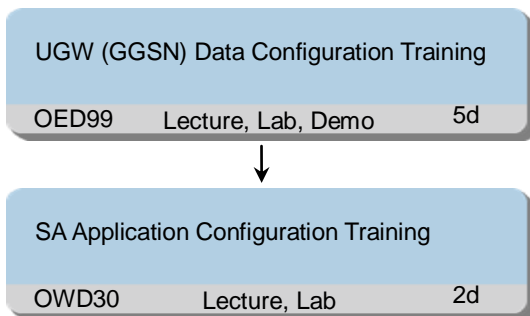 UGW (GGSN) Data Configuration Training
OED99 Lecture, Lab, Demo 5d
SA Application Configuration Training
OWD30 Lecture, Lab 2d